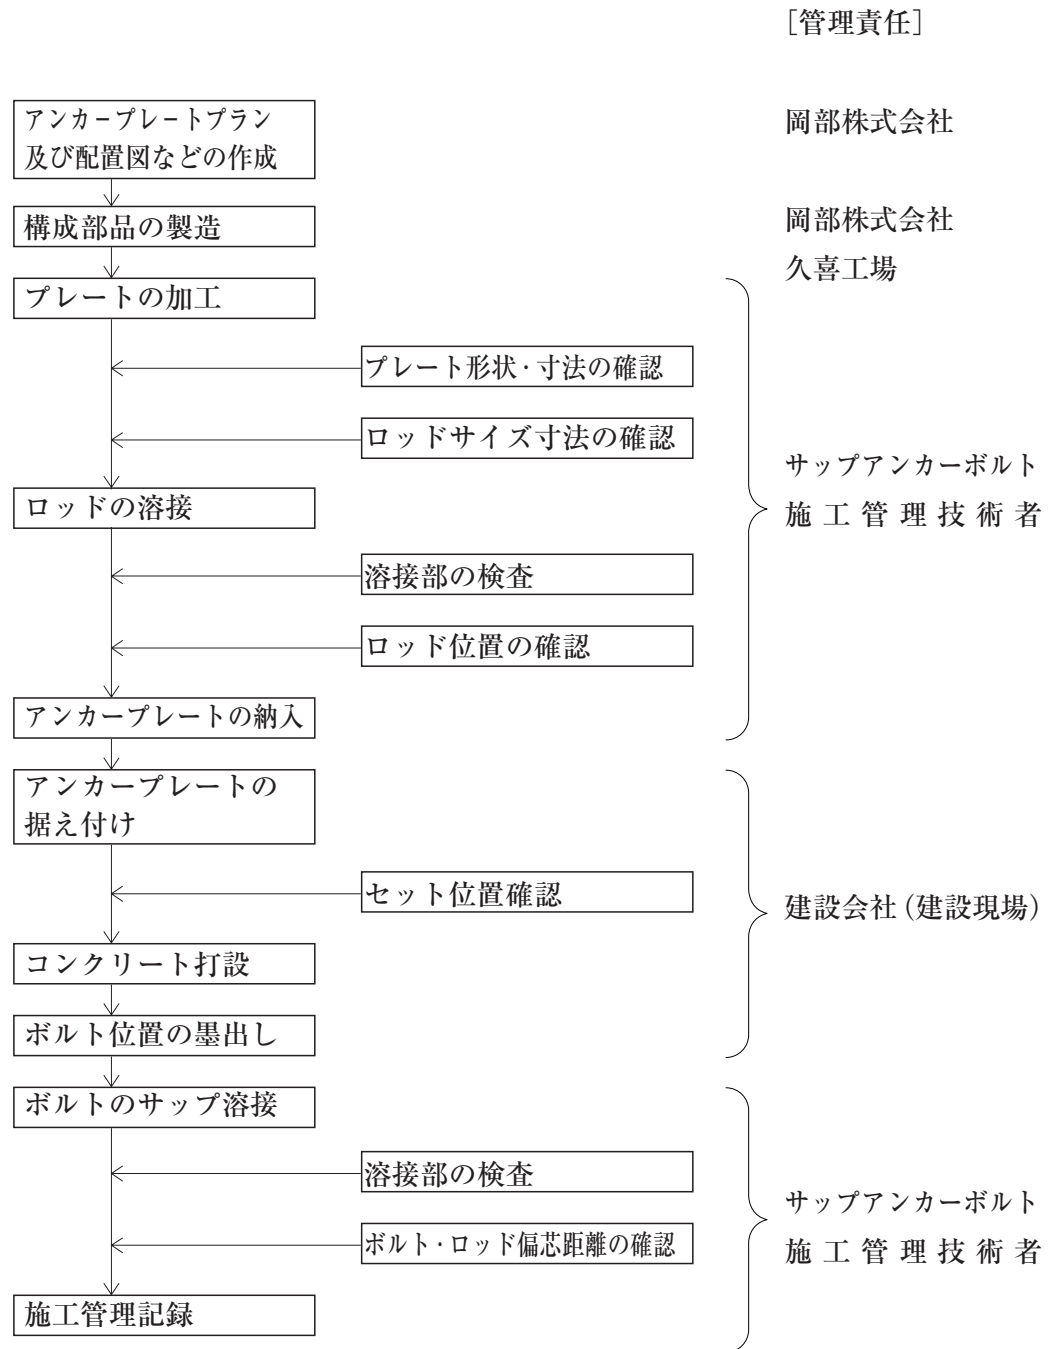 [管理責任]
アンカープレートプラン
及び配置図などの作成
岡部株式会社
構成部品の製造
岡部株式会社
久喜工場
プレートの加工
プレート形状・寸法の確認
ロッドサイズ寸法の確認
サップアンカーボルト
施工管理技術者
ロッドの溶接
溶接部の検査
ロッド位置の確認
アンカープレートの納入
アンカープレートの
据え付け
セット位置確認
建設会社(建設現場)
コンクリート打設
ボルト位置の墨出し
ボルトのサップ溶接
溶接部の検査
サップアンカーボルト
施工管理技術者
ボルト・ロッド偏芯距離の確認
施工管理記録